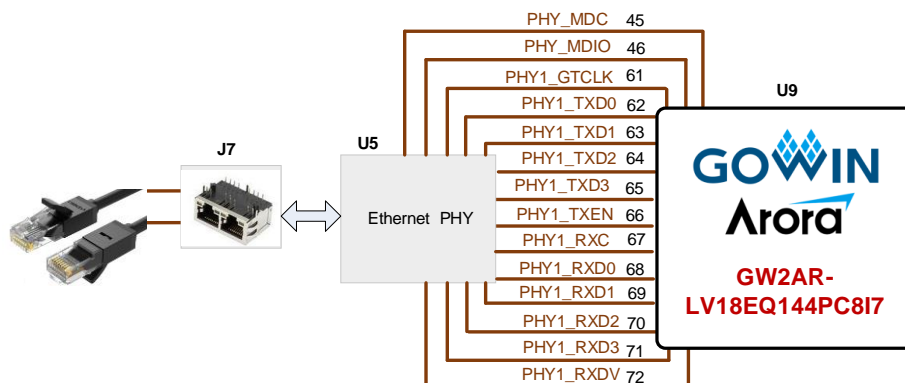 PHY_MDC 45
PHY_MDIO 46
PHY1_GTCLK 61
PHY1_TXD0 62
PHY1_TXD1 63
PHY1_TXD2 64
PHY1_TXD3 65
PHY1_TXEN 66
PHY1_RXC 67
PHY1_RXD0 68
PHY1_RXD1 69
PHY1_RXD2 70
PHY1_RXD3 71
PHY1_RXDV 72
J7
U5
Ethernet PHY
U9
GOWIN
Arora
GW2AR-
LV18EQ144PC8I7